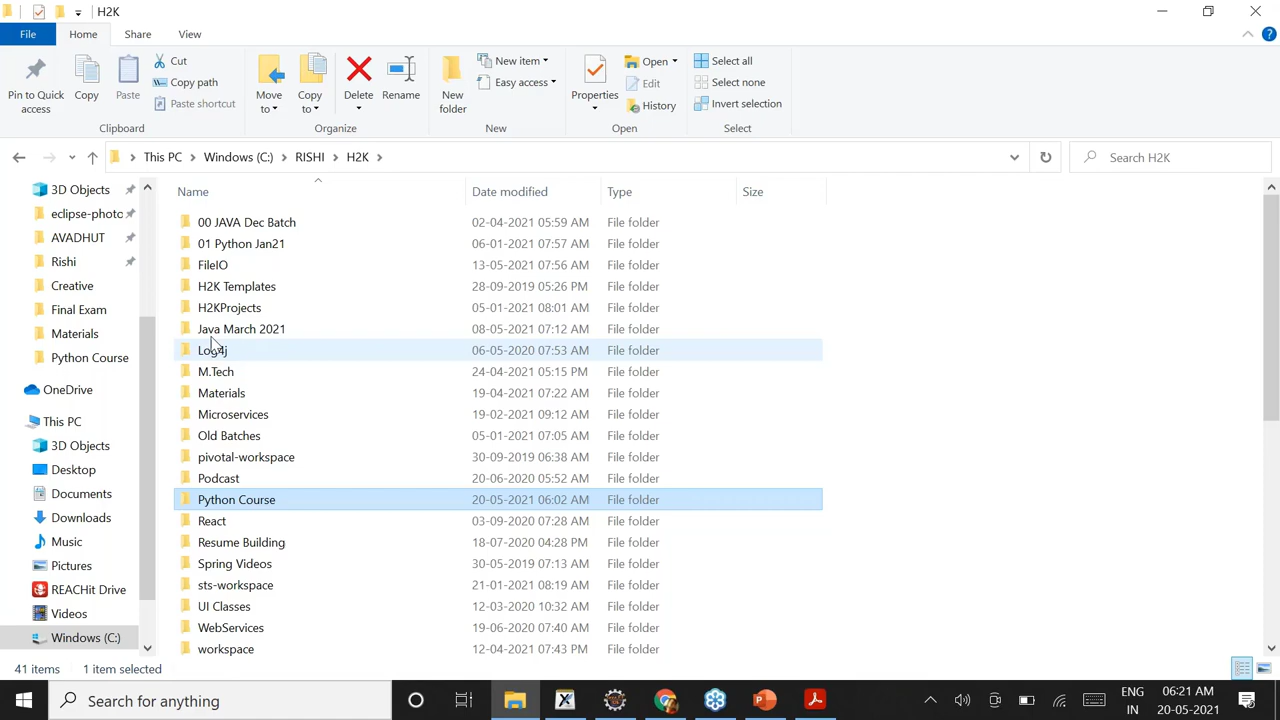 H2K
File Home Share View
Pin to Quick access
Copy
Paste
Cut
Copy path
Paste shortcut
Clipboard
Move to
Copy to
Delete
Rename
Organize
New folder
New item
Easy access
New
Properties
Open
Edit
History
Open
Select all
Select none
Invert selection
Select
This PC > Windows (C:) > RISHI > H2K >
Search H2K
3D Objects
eclipse-photo
AVADHUT
Rishi
Creative
Final Exam
Materials
Python Course
OneDrive
This PC
3D Objects
Desktop
Documents
Downloads
Music
Pictures
REACHit Drive
Videos
Windows (C:)
Name Date modified Type Size
00 JAVA Dec Batch 02-04-2021 05:59 AM File folder
01 Python Jan21 06-01-2021 07:57 AM File folder
FileIO 13-05-2021 07:56 AM File folder
H2K Templates 28-09-2019 05:26 PM File folder
H2KProjects 05-01-2021 08:01 AM File folder
Java March 2021 08-05-2021 07:12 AM File folder
Log4j 06-05-2020 07:53 AM File folder
M.Tech 24-04-2021 05:15 PM File folder
Materials 19-04-2021 07:22 AM File folder
Microservices 19-02-2021 09:12 AM File folder
Old Batches 05-01-2021 07:05 AM File folder
pivotal-workspace 30-09-2019 06:38 AM File folder
Podcast 20-06-2020 05:52 AM File folder
Python Course 20-05-2021 06:02 AM File folder
React 03-09-2020 07:28 AM File folder
Resume Building 18-07-2020 04:28 PM File folder
Spring Videos 30-05-2019 07:13 AM File folder
sts-workspace 21-01-2021 08:19 AM File folder
UI Classes 12-03-2020 10:32 AM File folder
WebServices 19-06-2020 07:40 AM File folder
workspace 12-04-2021 07:43 PM File folder
41 items 1 item selected
Search for anything
ENG
IN
06:21 AM
20-05-2021